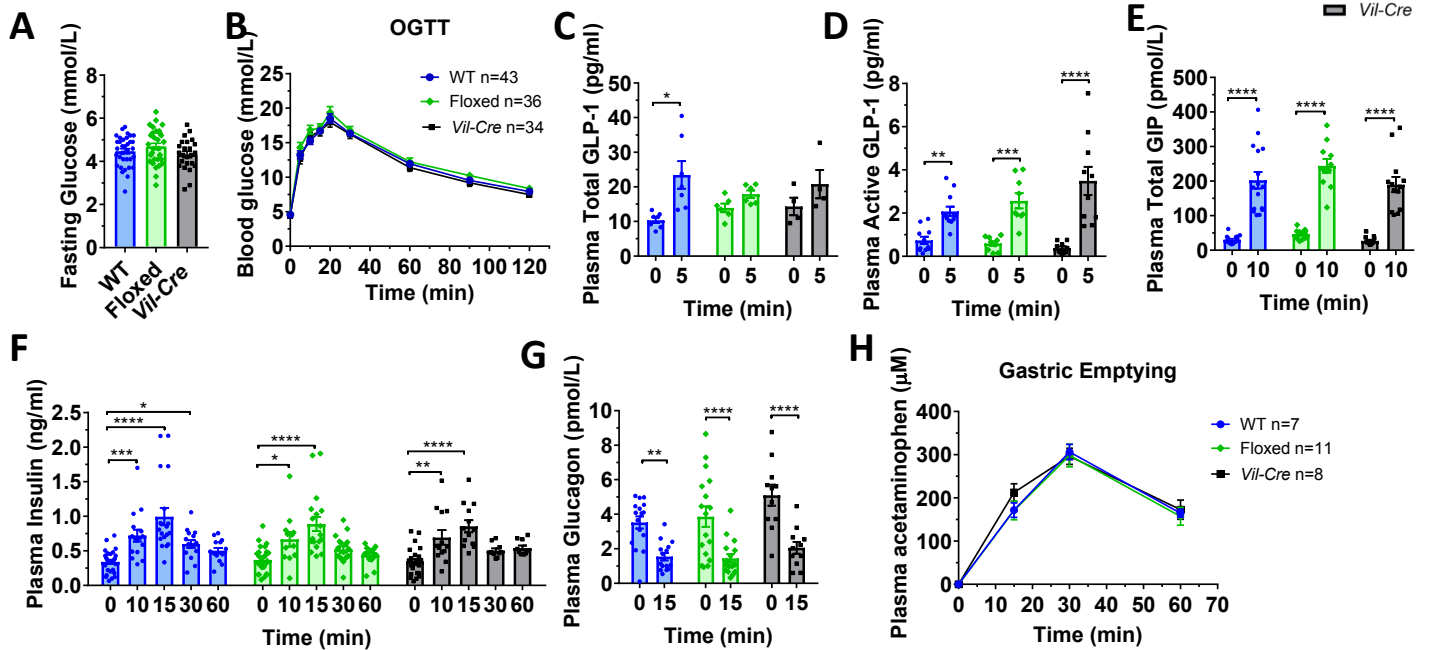 Vil-Cre
A
Fasting Glucose (mmol/L)
8
6
4
2
0
WT
Floxed
Vil-Cre
B
OGTT
Blood glucose (mmol/L)
25
20
15
10
5
0
0 20 40 60 80 100 120
Time (min)
WT n=43
Floxed n=36
Vil-Cre n=34
C
Plasma Total GLP-1 (pg/ml)
50
40
30
20
10
0
*
0 5 0 5 0 5
Time (min)
D
Plasma Active GLP-1 (pg/ml)
8
6
4
2
0
** *** ****
0 5 0 5 0 5
Time (min)
E
Plasma Total GIP (pmol/L)
500
400
300
200
100
0
**** **** ****
0 10 0 10 0 10
Time (min)
F
Plasma Insulin (ng/ml)
2.5
2.0
1.5
1.0
0.5
0.0
*
**** **** ****
*** * **
0 10 15 30 60 0 10 15 30 60 0 10 15 30 60
Time (min)
G
Plasma Glucagon (pmol/L)
10
8
6
4
2
0
** **** ****
0 15 0 15 0 15
Time (min)
H
Gastric Emptying
Plasma acetaminophen (μM)
400
300
200
100
0
0 10 20 30 40 50 60 70
Time (min)
WT n=7
Floxed n=11
Vil-Cre n=8